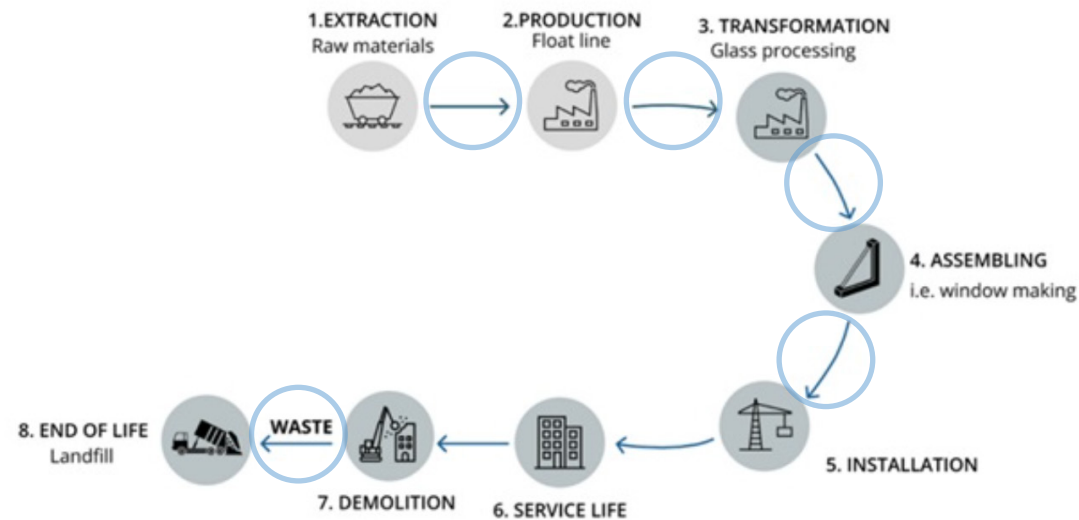 1.EXTRACTION
Raw materials
2.PRODUCTION
Float line
3. TRANSFORMATION
Glass processing
4. ASSEMBLING
i.e. window making
5. INSTALLATION
6. SERVICE LIFE
7. DEMOLITION
WASTE
8. END OF LIFE
Landfill